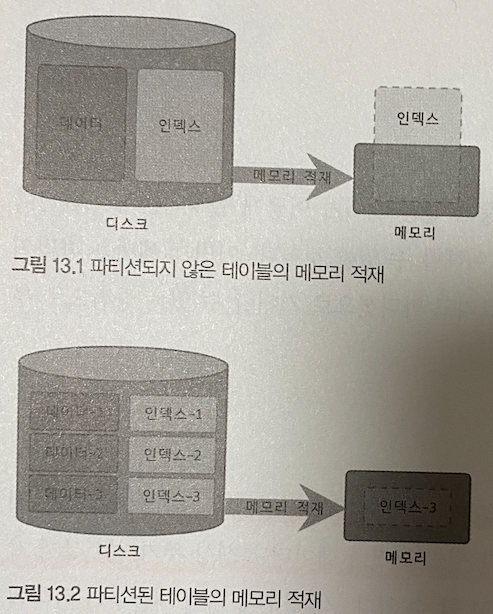 데이터
인덱스
인덱스
메모리 적재
디스크
메모리
그림 13.1 파티션되지 않은 테이블의 메모리 적재
데이터-1
인덱스-1
데이터-2
인덱스-2
데이터-3
인덱스-3
메모리 적재
인덱스-3
디스크
메모리
그림 13.2 파티션된 테이블의 메모리 적재